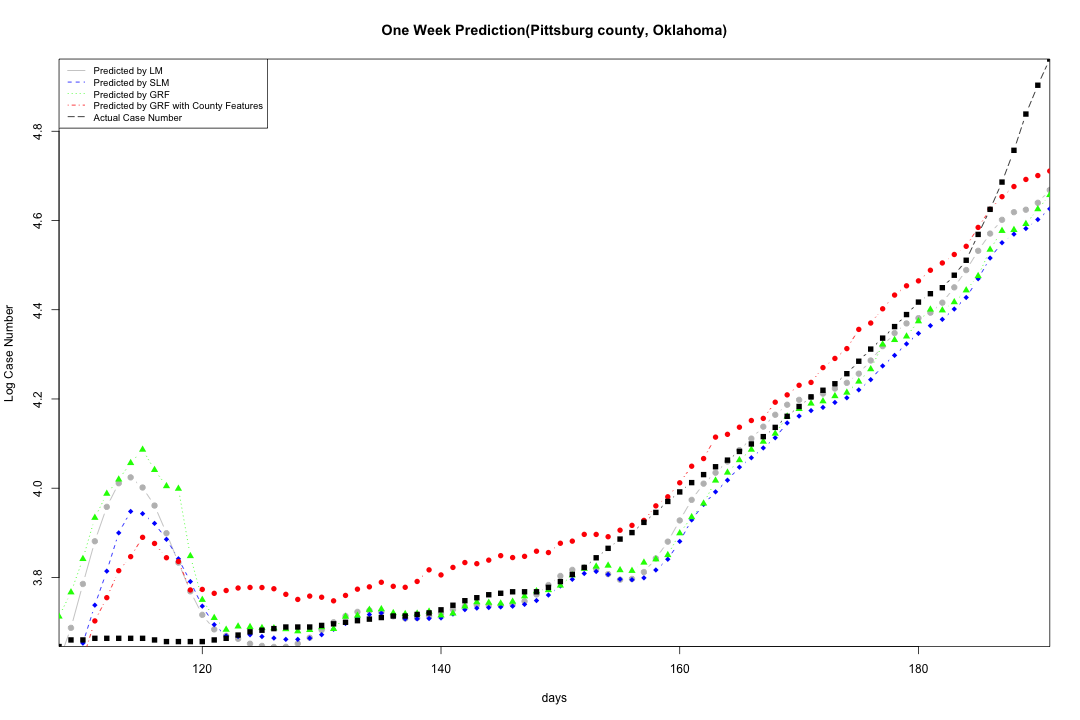 One Week Prediction(Pittsburg county, Oklahoma)
Predicted by LM
Predicted by SLM
Predicted by GRF
Predicted by GRF with County Features
Actual Case Number
Log Case Number
4.8
4.6
4.4
4.2
4.0
3.8
120
140
160
180
days